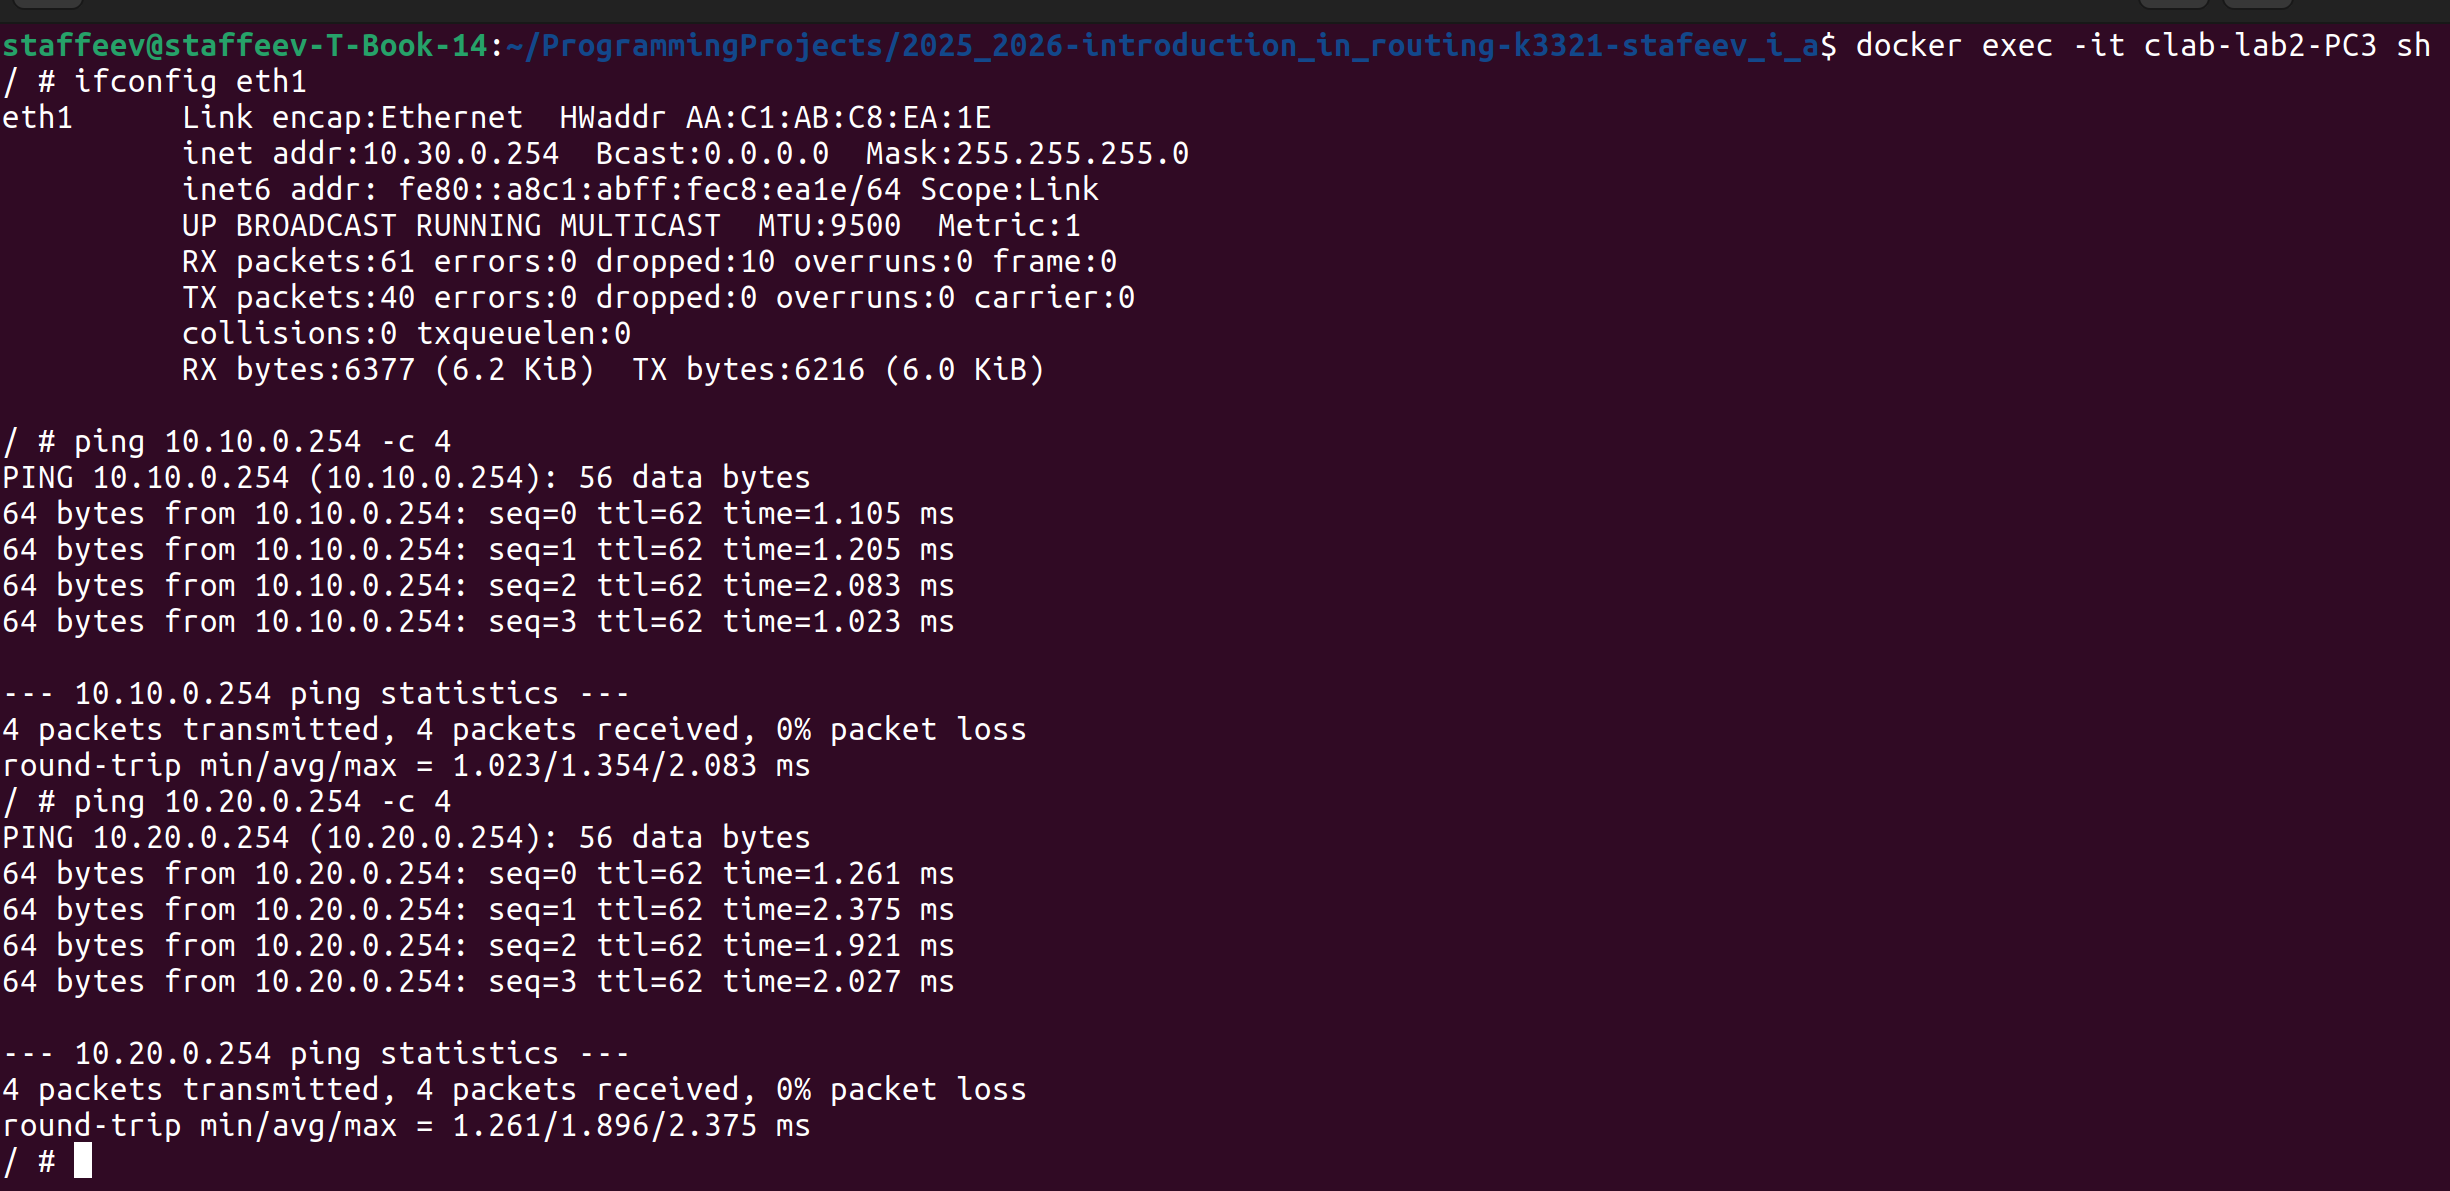 staffeev@staffeev-T-Book-14:~/ProgrammingProjects/2025_2026-introduction_in_routing-k3321-stafeev_i_a$ docker exec -it clab-lab2-PC3 sh
/ # ifconfig eth1
eth1      Link encap:Ethernet  HWaddr AA:C1:AB:C8:EA:1E
          inet addr:10.30.0.254  Bcast:0.0.0.0  Mask:255.255.255.0
          inet6 addr: fe80::a8c1:abff:fec8:ea1e/64 Scope:Link
          UP BROADCAST RUNNING MULTICAST  MTU:9500  Metric:1
          RX packets:61 errors:0 dropped:10 overruns:0 frame:0
          TX packets:40 errors:0 dropped:0 overruns:0 carrier:0
          collisions:0 txqueuelen:0
          RX bytes:6377 (6.2 KiB)  TX bytes:6216 (6.0 KiB)

/ # ping 10.10.0.254 -c 4
PING 10.10.0.254 (10.10.0.254): 56 data bytes
64 bytes from 10.10.0.254: seq=0 ttl=62 time=1.105 ms
64 bytes from 10.10.0.254: seq=1 ttl=62 time=1.205 ms
64 bytes from 10.10.0.254: seq=2 ttl=62 time=2.083 ms
64 bytes from 10.10.0.254: seq=3 ttl=62 time=1.023 ms

--- 10.10.0.254 ping statistics ---
4 packets transmitted, 4 packets received, 0% packet loss
round-trip min/avg/max = 1.023/1.354/2.083 ms
/ # ping 10.20.0.254 -c 4
PING 10.20.0.254 (10.20.0.254): 56 data bytes
64 bytes from 10.20.0.254: seq=0 ttl=62 time=1.261 ms
64 bytes from 10.20.0.254: seq=1 ttl=62 time=2.375 ms
64 bytes from 10.20.0.254: seq=2 ttl=62 time=1.921 ms
64 bytes from 10.20.0.254: seq=3 ttl=62 time=2.027 ms

--- 10.20.0.254 ping statistics ---
4 packets transmitted, 4 packets received, 0% packet loss
round-trip min/avg/max = 1.261/1.896/2.375 ms
/ #